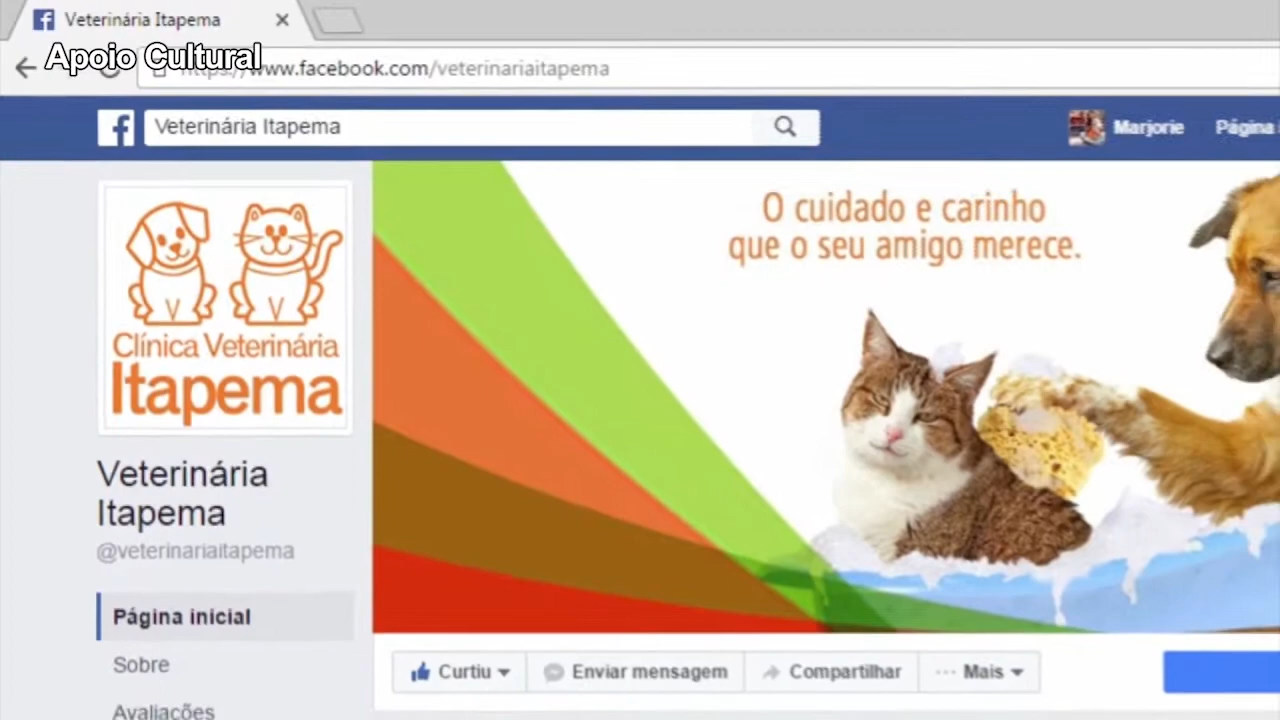 Veterinária Itapema
Apoio Cultural
https://www.facebook.com/veterinariaitapema
Veterinária Itapema
Marjorie
Página
O cuidado e carinho
que o seu amigo merece.
Clínica Veterinária
Itapema
Veterinária
Itapema
@veterinariaitapema
Página inicial
Sobre
Avaliações
Curtiu
Enviar mensagem
Compartilhar
Mais